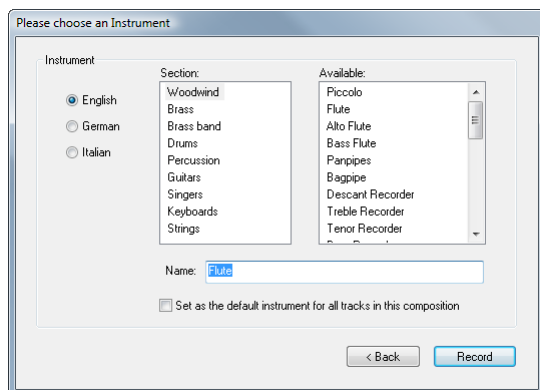 Please choose an Instrument
Instrument
English
German
Italian
Section:
Woodwind
Brass
Brass band
Drums
Percussion
Guitars
Singers
Keyboards
Strings
Available:
Piccolo
Flute
Alto Flute
Bass Flute
Panpipes
Bagpipe
Descant Recorder
Treble Recorder
Tenor Recorder
Name: Flute
Set as the default instrument for all tracks in this composition
< Back Record